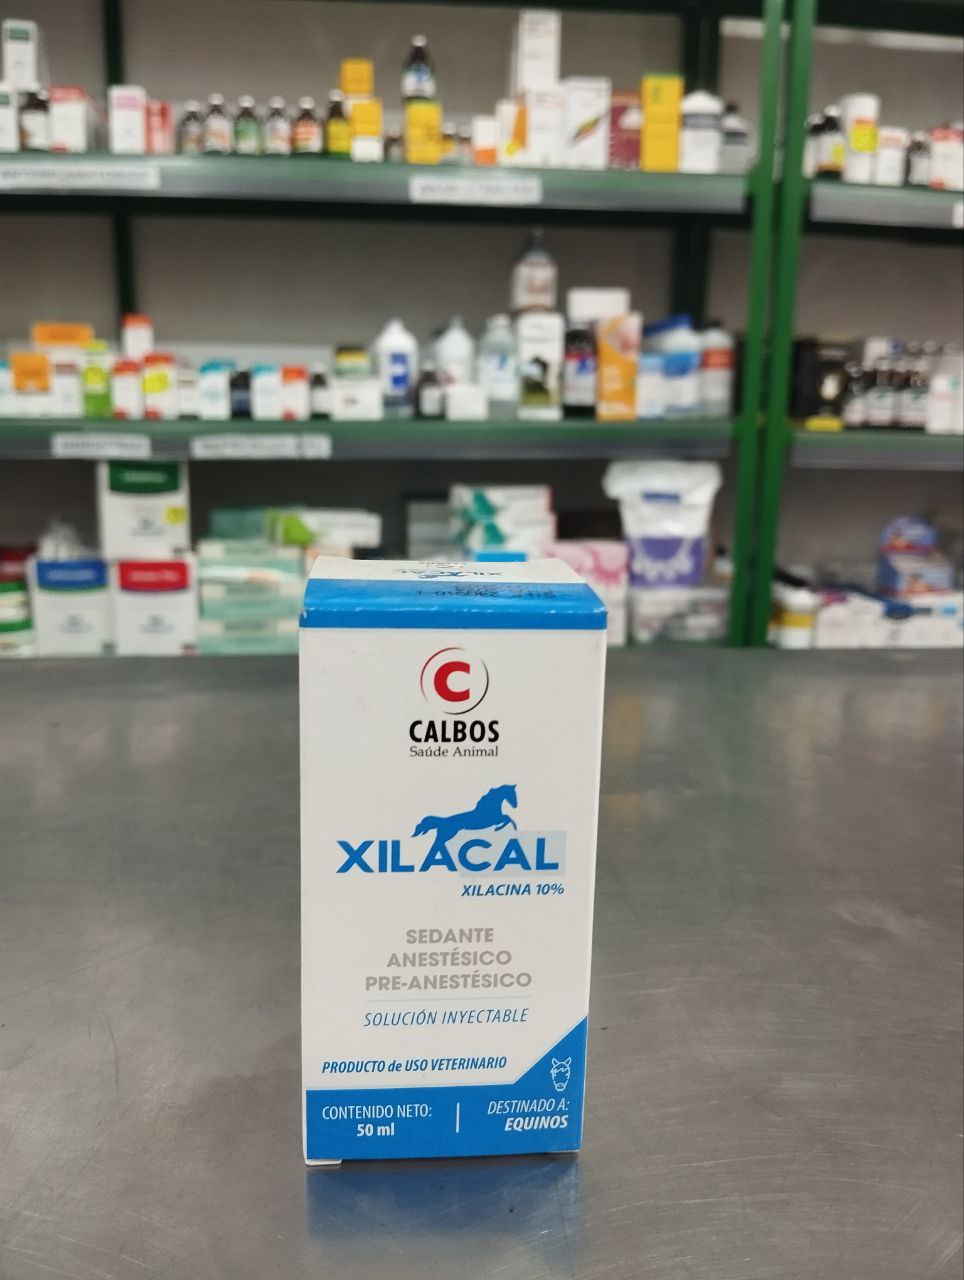 XILACAL
C
CALBOS
Saúde Animal
XILACAL
XILACINA 10%
SEDANTE
ANESTÉSICO
PRE-ANESTÉSICO
SOLUCIÓN INYECTABLE
PRODUCTO de USO VETERINARIO
CONTENIDO NETO:
50 ml
DESTINADO A:
EQUINOS